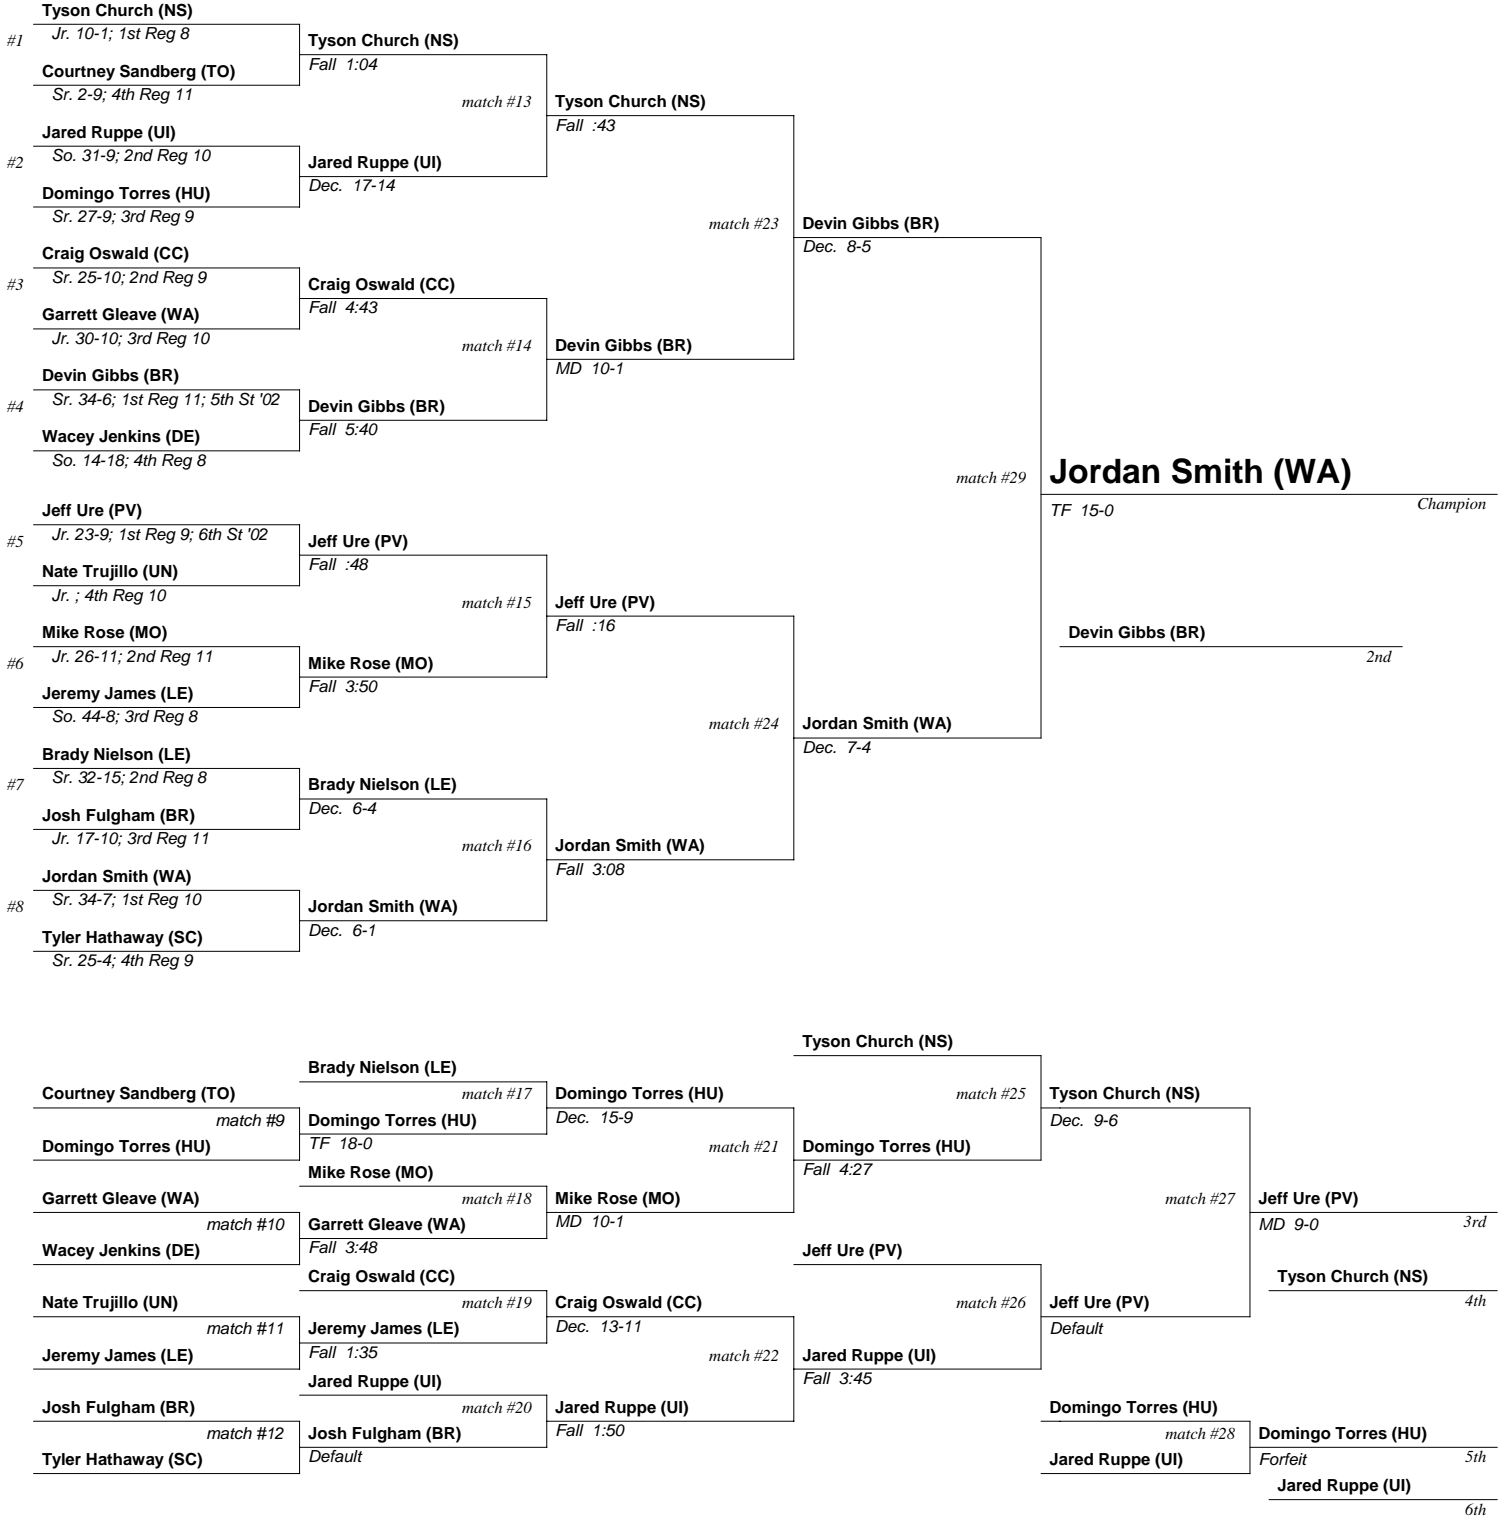 Tyson Church (NS)
#1 Jr. 10-1; 1st Reg 8
Tyson Church (NS)
Fall 1:04
Courtney Sandberg (TO)
Sr. 2-9; 4th Reg 11
match #13
Tyson Church (NS)
Fall :43
Jared Ruppe (UI)
#2 So. 31-9; 2nd Reg 10
Jared Ruppe (UI)
Dec. 17-14
Domingo Torres (HU)
Sr. 27-9; 3rd Reg 9
match #23
Devin Gibbs (BR)
Dec. 8-5
Craig Oswald (CC)
#3 Sr. 25-10; 2nd Reg 9
Craig Oswald (CC)
Fall 4:43
Garrett Gleave (WA)
Jr. 30-10; 3rd Reg 10
match #14
Devin Gibbs (BR)
MD 10-1
Devin Gibbs (BR)
#4 Sr. 34-6; 1st Reg 11; 5th St '02
Devin Gibbs (BR)
Fall 5:40
Wacey Jenkins (DE)
So. 14-18; 4th Reg 8
match #29
Jordan Smith (WA)
TF 15-0
Champion
Jeff Ure (PV)
#5 Jr. 23-9; 1st Reg 9; 6th St '02
Jeff Ure (PV)
Fall :48
Nate Trujillo (UN)
Jr. ; 4th Reg 10
match #15
Jeff Ure (PV)
Fall :16
Devin Gibbs (BR)
2nd
Mike Rose (MO)
#6 Jr. 26-11; 2nd Reg 11
Mike Rose (MO)
Fall 3:50
Jeremy James (LE)
So. 44-8; 3rd Reg 8
match #24
Jordan Smith (WA)
Dec. 7-4
Brady Nielson (LE)
#7 Sr. 32-15; 2nd Reg 8
Brady Nielson (LE)
Dec. 6-4
Josh Fulgham (BR)
Jr. 17-10; 3rd Reg 11
match #16
Jordan Smith (WA)
Fall 3:08
Jordan Smith (WA)
#8 Sr. 34-7; 1st Reg 10
Jordan Smith (WA)
Dec. 6-1
Tyler Hathaway (SC)
Sr. 25-4; 4th Reg 9
Tyson Church (NS)
Brady Nielson (LE)
Courtney Sandberg (TO)
match #17
Domingo Torres (HU)
Dec. 15-9
match #25
Tyson Church (NS)
Dec. 9-6
match #9
Domingo Torres (HU)
TF 18-0
Domingo Torres (HU)
match #21
Domingo Torres (HU)
Fall 4:27
Mike Rose (MO)
Garrett Gleave (WA)
match #18
Mike Rose (MO)
MD 10-1
match #27
Jeff Ure (PV)
MD 9-0
3rd
match #10
Garrett Gleave (WA)
Fall 3:48
Wacey Jenkins (DE)
Jeff Ure (PV)
Craig Oswald (CC)
Tyson Church (NS)
4th
Nate Trujillo (UN)
match #19
Craig Oswald (CC)
Dec. 13-11
match #26
Jeff Ure (PV)
Default
match #11
Jeremy James (LE)
Fall 1:35
Jeremy James (LE)
match #22
Jared Ruppe (UI)
Fall 3:45
Jared Ruppe (UI)
Josh Fulgham (BR)
match #20
Jared Ruppe (UI)
Fall 1:50
Domingo Torres (HU)
match #12
Josh Fulgham (BR)
Default
match #28
Domingo Torres (HU)
Forfeit
5th
Tyler Hathaway (SC)
Jared Ruppe (UI)
Jared Ruppe (UI)
6th